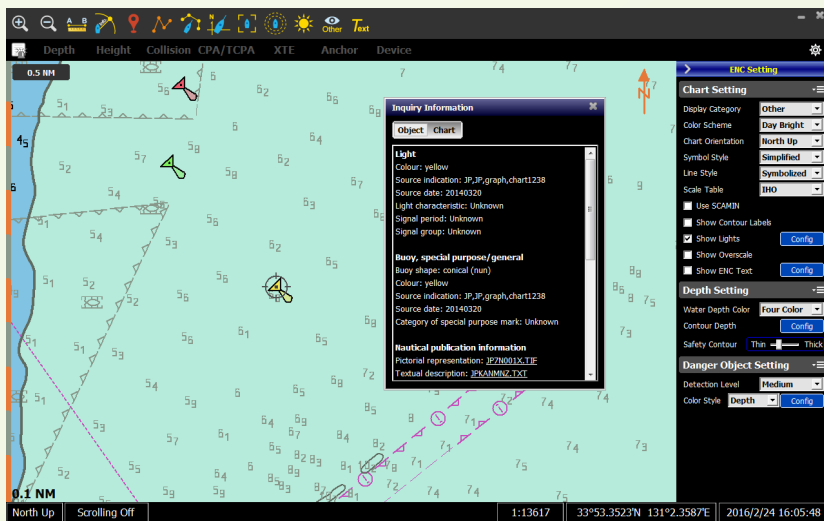 A B
Other
Text
Depth Height Collision CPA/TCPA XTE Anchor Device
0.5 NM
ENC Setting
Chart Setting
Display Category Other
Color Scheme Day Bright
Chart Orientation North Up
Symbol Style Simplified
Line Style Symbolized
Scale Table IHO
Use SCAMIN
Show Contour Labels
Show Lights Config
Show Overscale
Show ENC Text Config
Depth Setting
Water Depth Color Four Color
Contour Depth Config
Safety Contour Thin Thick
Danger Object Setting
Detection Level Medium
Color Style Depth Config
Inquiry Information
Object Chart
Light
Colour: yellow
Source indication: JP,JP,graph,chart1238
Source date: 20140320
Light characteristic: Unknown
Signal period: Unknown
Signal group: Unknown
Buoy, special purpose/general
Buoy shape: conical (nun)
Colour: yellow
Source indication: JP,JP,graph,chart1238
Source date: 20140320
Category of special purpose mark: Unknown
Nautical publication information
Pictorial representation: JP7N001X.TIF
Textual description: JPKANMNZ.TXT
N
0.1 NM
North Up Scrolling Off 1:13617 33°53.3523'N 131°2.3587'E 2016/2/24 16:05:48